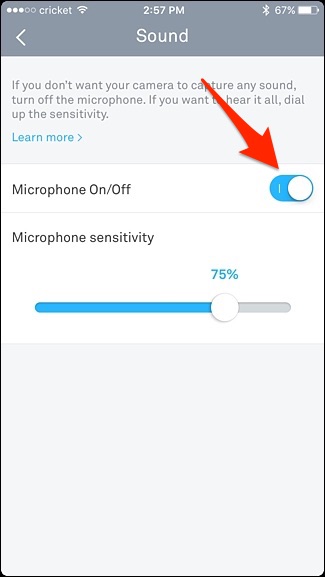 cricket 2:57 PM 67%
Sound
If you don't want your camera to capture any sound,
turn off the microphone. If you want to hear it all, dial
up the sensitivity.
Learn more >
Microphone On/Off
Microphone sensitivity
75%